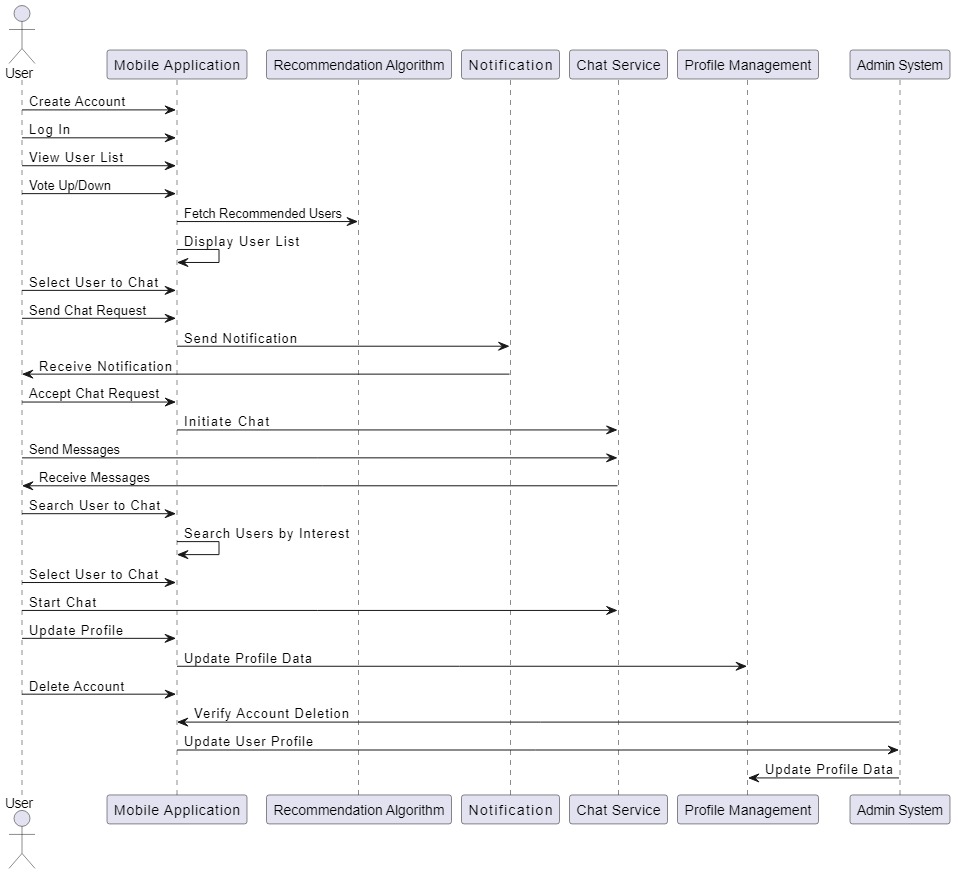 User
Mobile Application
Recommendation Algorithm
Notification
Chat Service
Profile Management
Admin System
Create Account
Log In
View User List
Vote Up/Down
Fetch Recommended Users
Display User List
Select User to Chat
Send Chat Request
Send Notification
Receive Notification
Accept Chat Request
Initiate Chat
Send Messages
Receive Messages
Search User to Chat
Search Users by Interest
Select User to Chat
Start Chat
Update Profile
Update Profile Data
Delete Account
Verify Account Deletion
Update User Profile
Update Profile Data
User
Mobile Application
Recommendation Algorithm
Notification
Chat Service
Profile Management
Admin System